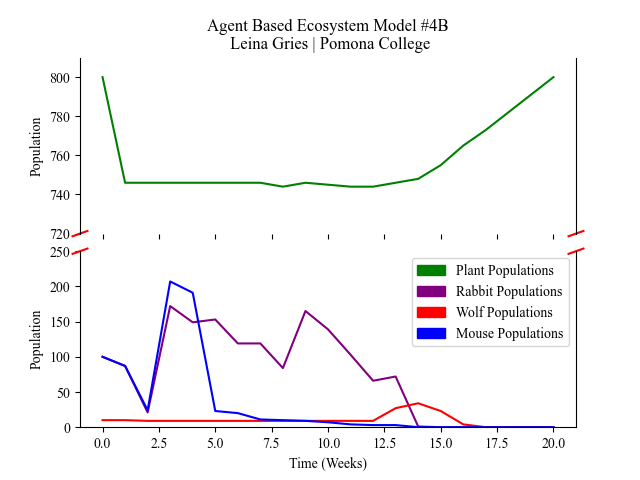 Agent Based Ecosystem Model #4B
Leina Gries | Pomona College
Population
800
780
760
740
720
Population
250
200
150
100
50
0
Plant Populations
Rabbit Populations
Wolf Populations
Mouse Populations
0.0 2.5 5.0 7.5 10.0 12.5 15.0 17.5 20.0
Time (Weeks)